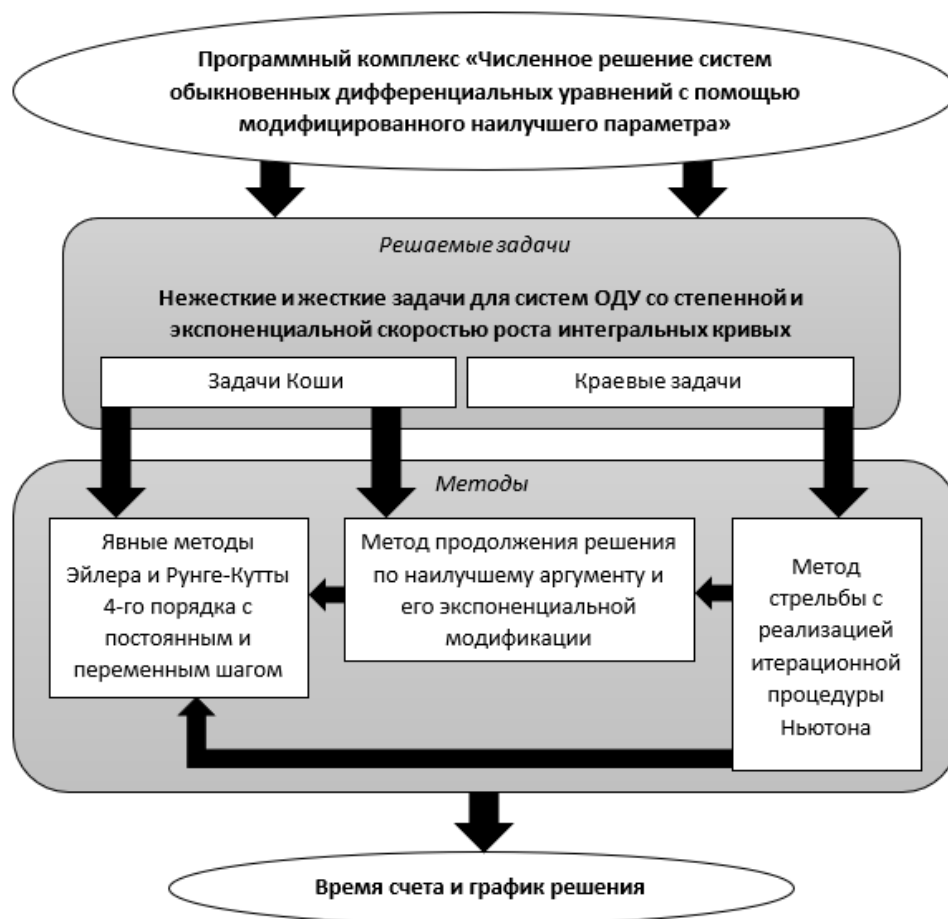 Программный комплекс «Численное решение систем
обыкновенных дифференциальных уравнений с помощью
модифицированного наилучшего параметра»
Решаемые задачи
Нежесткие и жесткие задачи для систем ОДУ со степенной и
экспоненциальной скоростью роста интегральных кривых
Задачи Коши
Краевые задачи
Методы
Явные методы
Эйлера и Рунге-Кутты
4-го порядка с
постоянным и
переменным шагом
Метод продолжения решения
по наилучшему аргументу и
его экспоненциальной
модификации
Метод
стрельбы с
реализацией
итерационной
процедуры
Ньютона
Время счета и график решения